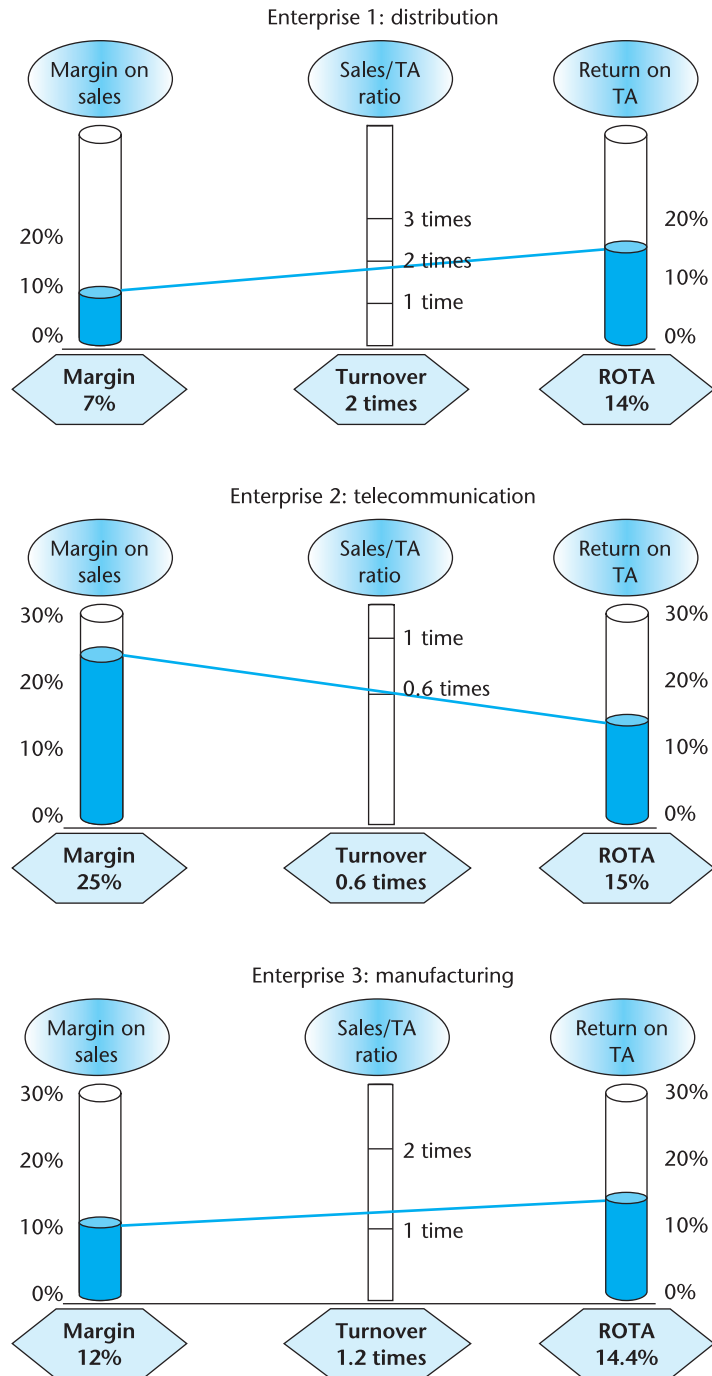 Enterprise 1: distribution
Margin on
sales
Sales/TA
ratio
Return on
TA
20%
10%
0%
3 times
2 times
1 time
20%
10%
0%
Margin
7%
Turnover
2 times
ROTA
14%
Enterprise 2: telecommunication
Margin on
sales
Sales/TA
ratio
Return on
TA
30%
20%
10%
0%
1 time
0.6 times
30%
20%
10%
0%
Margin
25%
Turnover
0.6 times
ROTA
15%
Enterprise 3: manufacturing
Margin on
sales
Sales/TA
ratio
Return on
TA
30%
20%
10%
0%
2 times
1 time
30%
20%
10%
0%
Margin
12%
Turnover
1.2 times
ROTA
14.4%